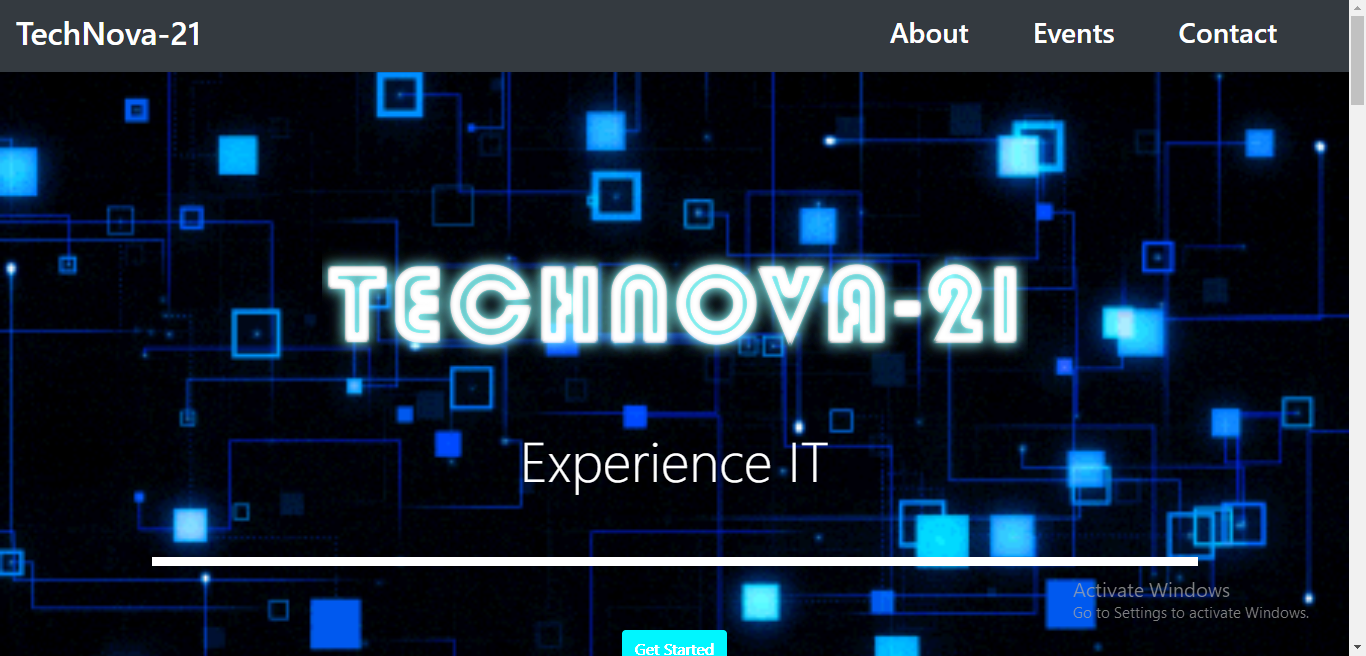 TechNova-21
About
Events
Contact
TECHNOVA-21
Experience IT
Activate Windows
Go to Settings to activate Windows.
Get Started